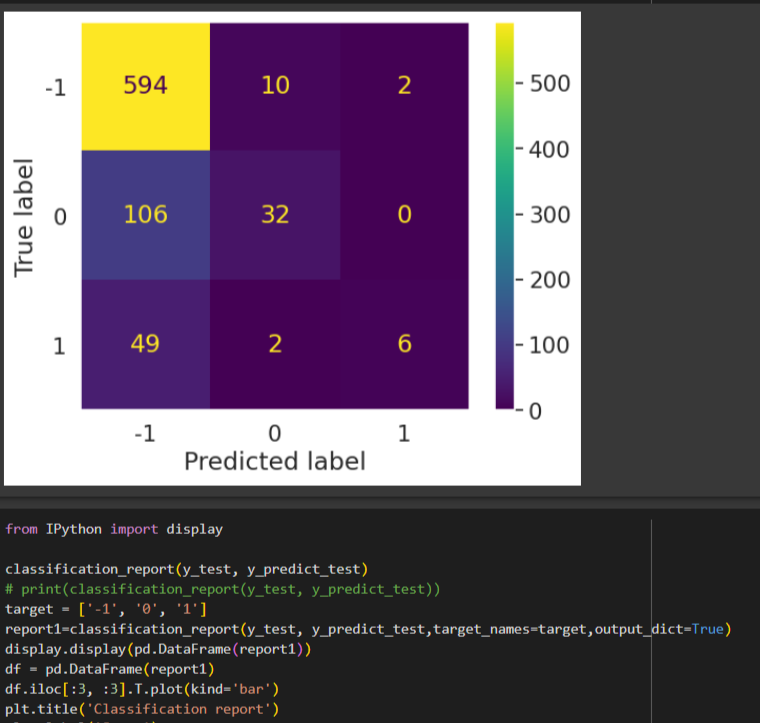 -1 594 10 2
0 106 32 0
1 49 2 6
-1 0 1
Predicted label
True label
500
400
300
200
100
0
from IPython import display
classification_report(y_test, y_predict_test)
# print(classification_report(y_test, y_predict_test))
target = ['-1', '0', '1']
report1=classification_report(y_test, y_predict_test,target_names=target,output_dict=True)
display.display(pd.DataFrame(report1))
df = pd.DataFrame(report1)
df.iloc[:3, :3].T.plot(kind='bar')
plt.title('Classification report')